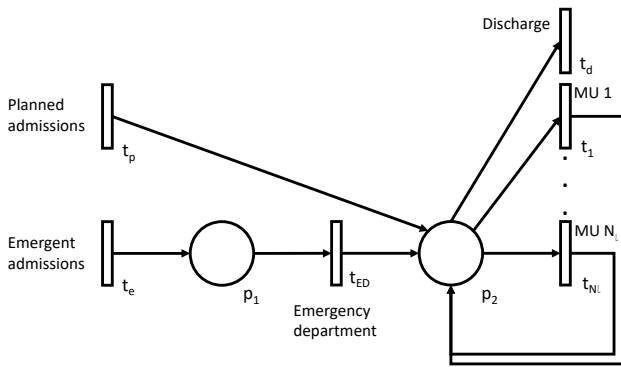 Discharge
t_d
Planned
admissions
MU 1
t_p
t_1
Emergent
admissions
MU N_L
t_e
p_1
t_ED
p_2
t_NL
Emergency
department